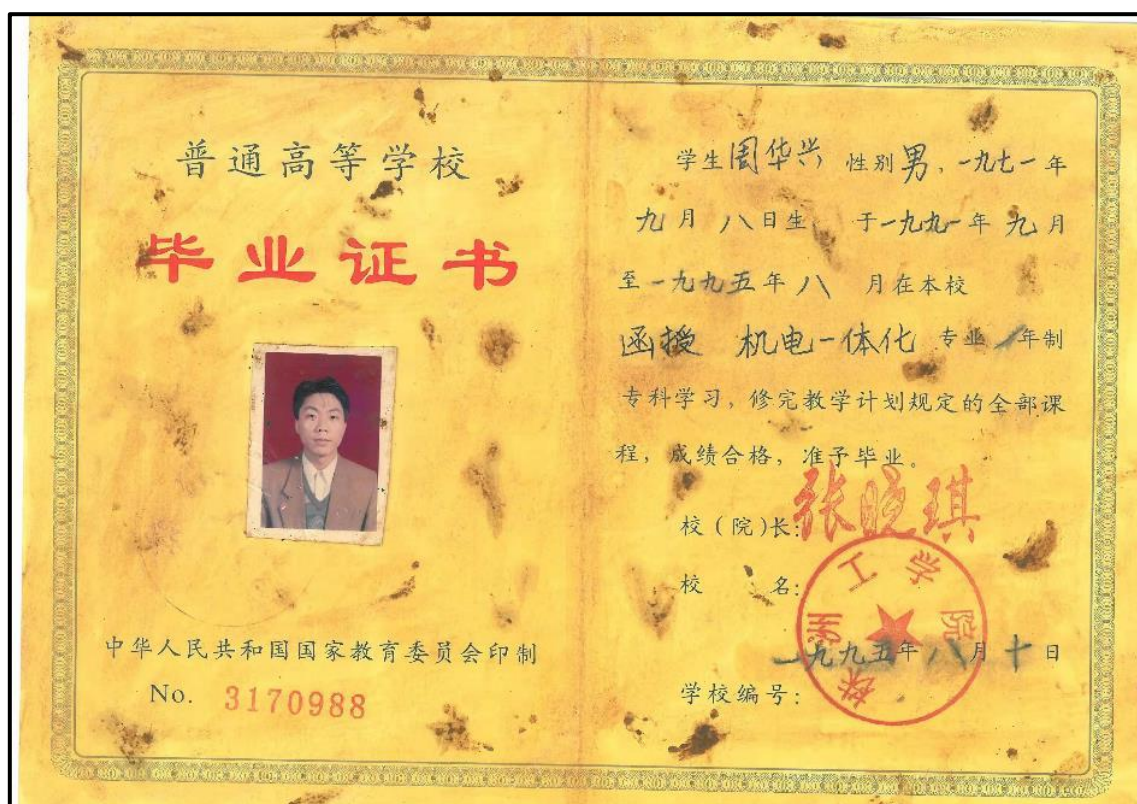 普通高等学校
毕业证书
中华人民共和国国家教育委员会印制
No. 3170988
学生周华兴 性别男，一九七一年
九月八日生，于一九九一年九月
至一九九五年八月在本校
函授 机电一体化 专业 年制
专科学习，修完教学计划规定的全部课
程，成绩合格，准予毕业。
校（院）长：张晓琪
校 名：
株洲工学院
一九九五年八月十日
学校编号：